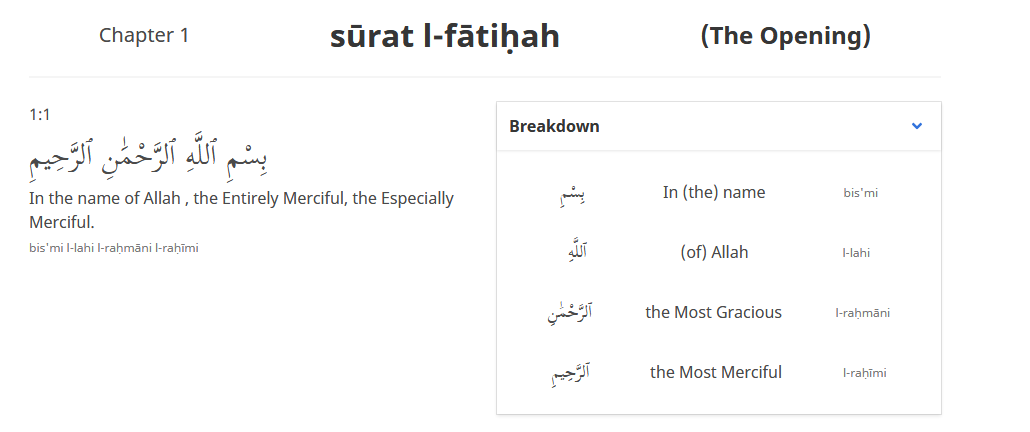 Chapter 1 sūrat l-fātiḥah (The Opening)
1:1
بِسْمِ ٱللَّهِ ٱلرَّحْمَٰنِ ٱلرَّحِيمِ
In the name of Allah , the Entirely Merciful, the Especially
Merciful.
bis'mi l-lahi l-raḥmāni l-raḥīmi
Breakdown
بِسْمِ In (the) name bis'mi
ٱللَّهِ (of) Allah l-lahi
ٱلرَّحْمَٰنِ the Most Gracious l-raḥmāni
ٱلرَّحِيمِ the Most Merciful l-raḥīmi